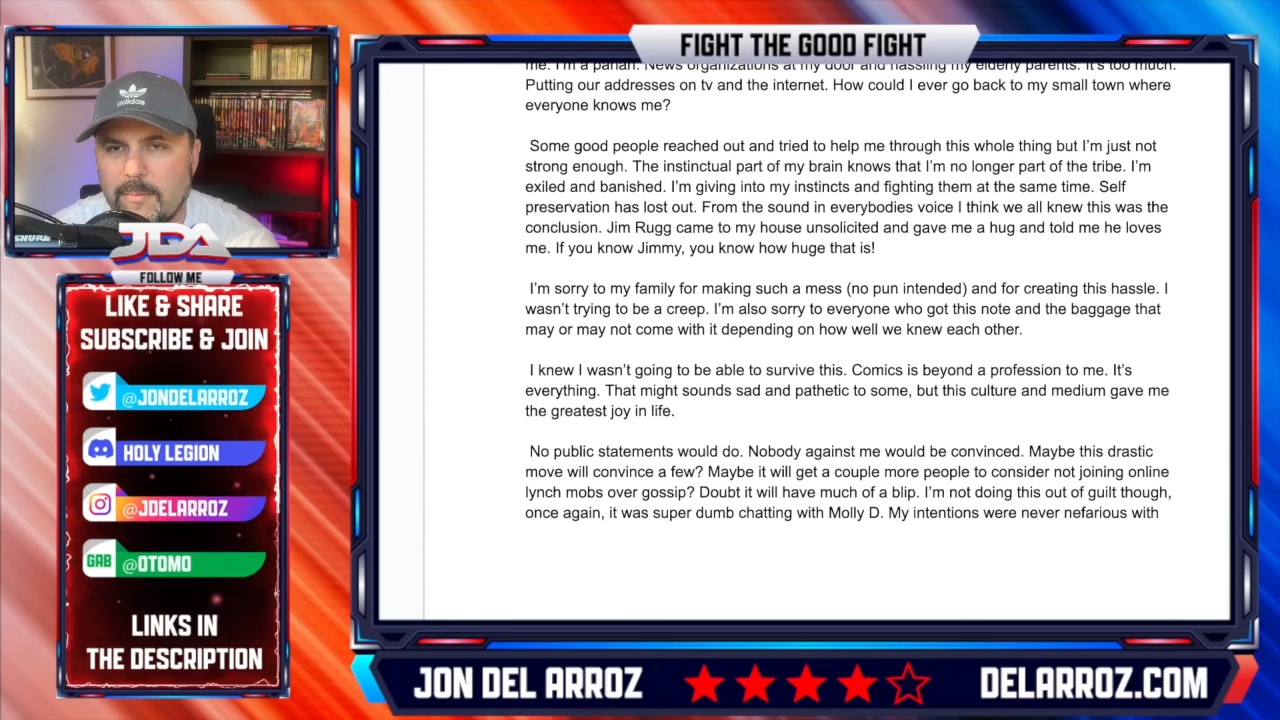 FIGHT THE GOOD FIGHT
me. I'm a pariah. News organizations at my door and hassling my elderly parents. It's too much.
Putting our addresses on tv and the internet. How could I ever go back to my small town where
everyone knows me?
Some good people reached out and tried to help me through this whole thing but I'm just not
strong enough. The instinctual part of my brain knows that I'm no longer part of the tribe. I'm
exiled and banished. I'm giving into my instincts and fighting them at the same time. Self
preservation has lost out. From the sound in everybodies voice I think we all knew this was the
conclusion. Jim Rugg came to my house unsolicited and gave me a hug and told me he loves
me. If you know Jimmy, you know how huge that is!
I'm sorry to my family for making such a mess (no pun intended) and for creating this hassle. I
wasn't trying to be a creep. I'm also sorry to everyone who got this note and the baggage that
may or may not come with it depending on how well we knew each other.
I knew I wasn't going to be able to survive this. Comics is beyond a profession to me. It's
everything. That might sounds sad and pathetic to some, but this culture and medium gave me
the greatest joy in life.
No public statements would do. Nobody against me would be convinced. Maybe this drastic
move will convince a few? Maybe it will get a couple more people to consider not joining online
lynch mobs over gossip? Doubt it will have much of a blip. I'm not doing this out of guilt though,
once again, it was super dumb chatting with Molly D. My intentions were never nefarious with
adidas
SHURE
JDA
FOLLOW ME
LIKE & SHARE
SUBSCRIBE & JOIN
@JONDELARROZ
HOLY LEGION
@JDELARROZ
GAB @OTOMO
LINKS IN
THE DESCRIPTION
JON DEL ARROZ
DELARROZ.COM